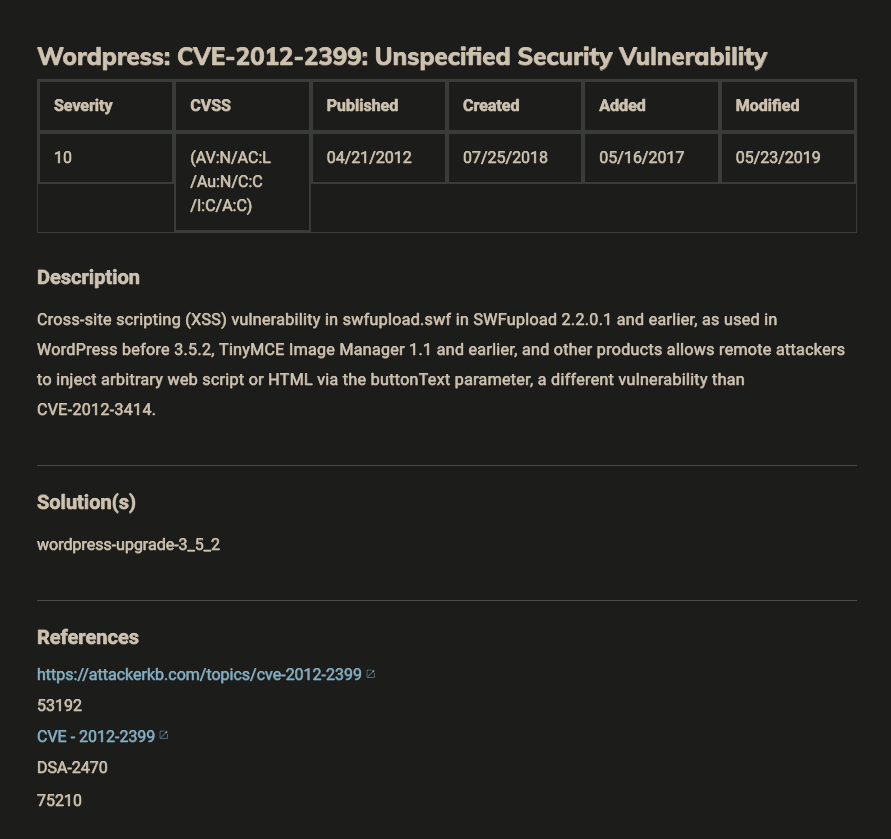 Wordpress: CVE-2012-2399: Unspecified Security Vulnerability
Severity CVSS Published Created Added Modified
10 (AV:N/AC:L 04/21/2012 07/25/2018 05/16/2017 05/23/2019
/Au:N/C:C
/I:C/A:C)
Description
Cross-site scripting (XSS) vulnerability in swfupload.swf in SWFupload 2.2.0.1 and earlier, as used in
WordPress before 3.5.2, TinyMCE Image Manager 1.1 and earlier, and other products allows remote attackers
to inject arbitrary web script or HTML via the buttonText parameter, a different vulnerability than
CVE-2012-3414.
Solution(s)
wordpress-upgrade-3_5_2
References
https://attackerkb.com/topics/cve-2012-2399
53192
CVE - 2012-2399
DSA-2470
75210